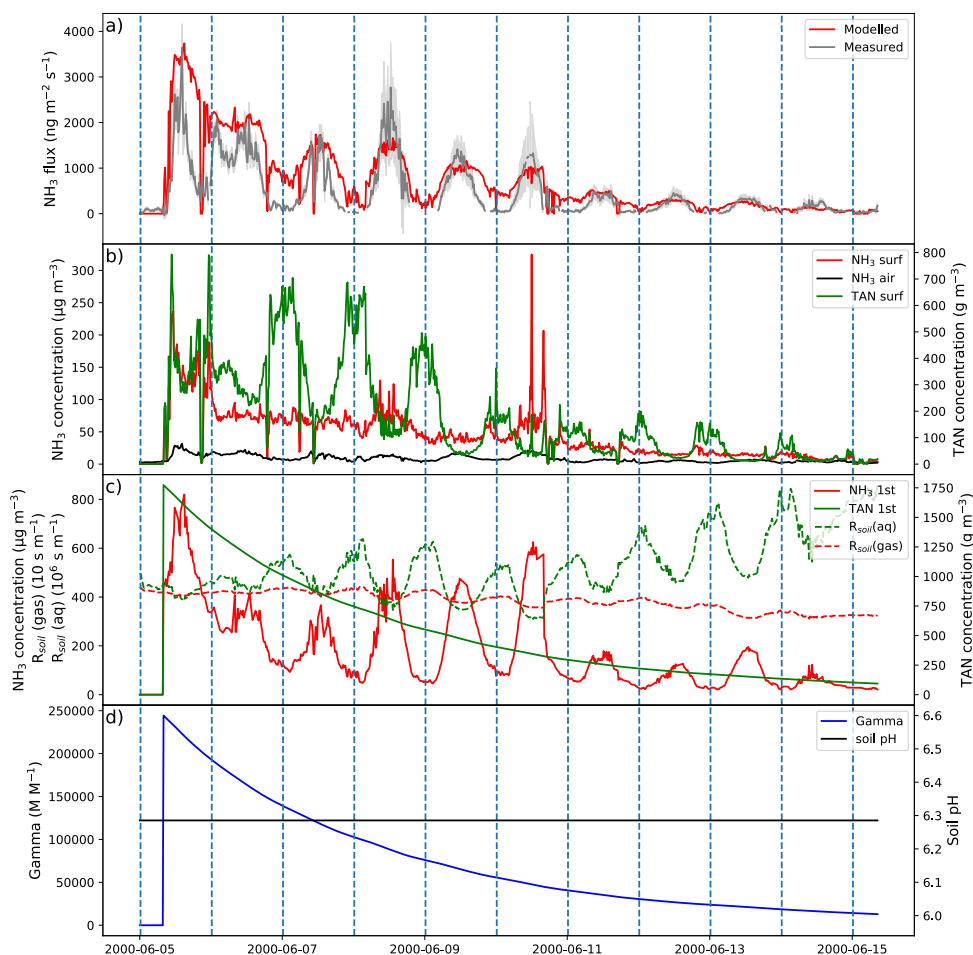 a)
4000
3000
2000
1000
0
NH₃ flux (ng m⁻² s⁻¹)
Modelled
Measured
b)
300
250
200
150
100
50
0
NH₃ concentration (µg m⁻³)
NH₃ surf
NH₃ air
TAN surf
800
700
600
500
400
300
200
100
0
TAN concentration (g m⁻³)
c)
800
600
400
200
0
NH₃ concentration (µg m⁻³)
R_soil (gas) (10 s m⁻¹)
R_soil (aq) (10⁶ s m⁻¹)
NH₃ 1st
TAN 1st
R_soil(aq)
R_soil(gas)
1750
1500
1250
1000
750
500
250
0
TAN concentration (g m⁻³)
d)
250000
200000
150000
100000
50000
0
Gamma (M M⁻¹)
Gamma
soil pH
6.6
6.5
6.4
6.3
6.2
6.1
6.0
Soil pH
2000-06-05
2000-06-07
2000-06-09
2000-06-11
2000-06-13
2000-06-15